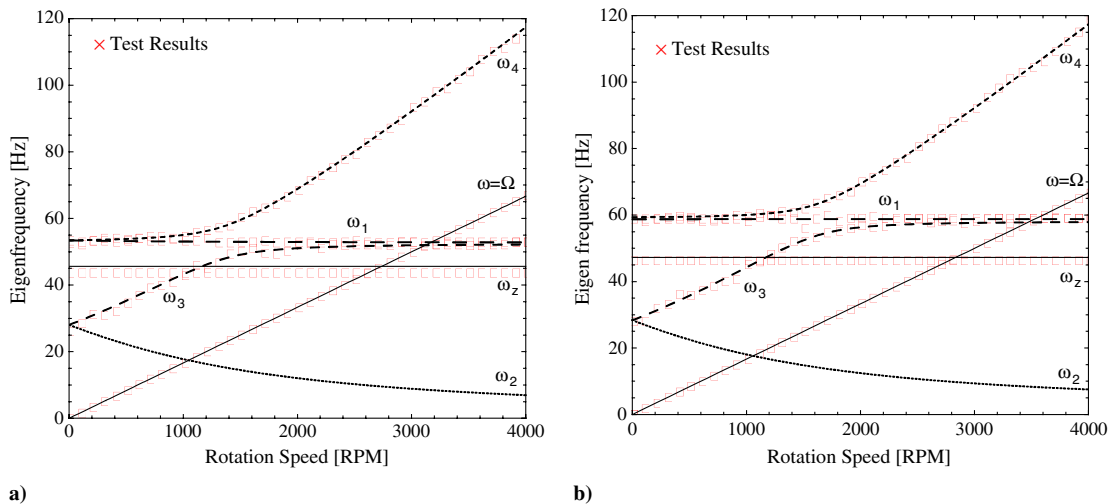 120
100
80
60
40
20
0
Eigenfrequency [Hz]
× Test Results
ω4
ω=Ω
ω1
ωz
ω3
ω2
0 1000 2000 3000 4000
Rotation Speed [RPM]
a)
120
100
80
60
40
20
0
Eigen frequency [Hz]
× Test Results
ω4
ω=Ω
ω1
ωz
ω3
ω2
0 1000 2000 3000 4000
Rotation Speed [RPM]
b)